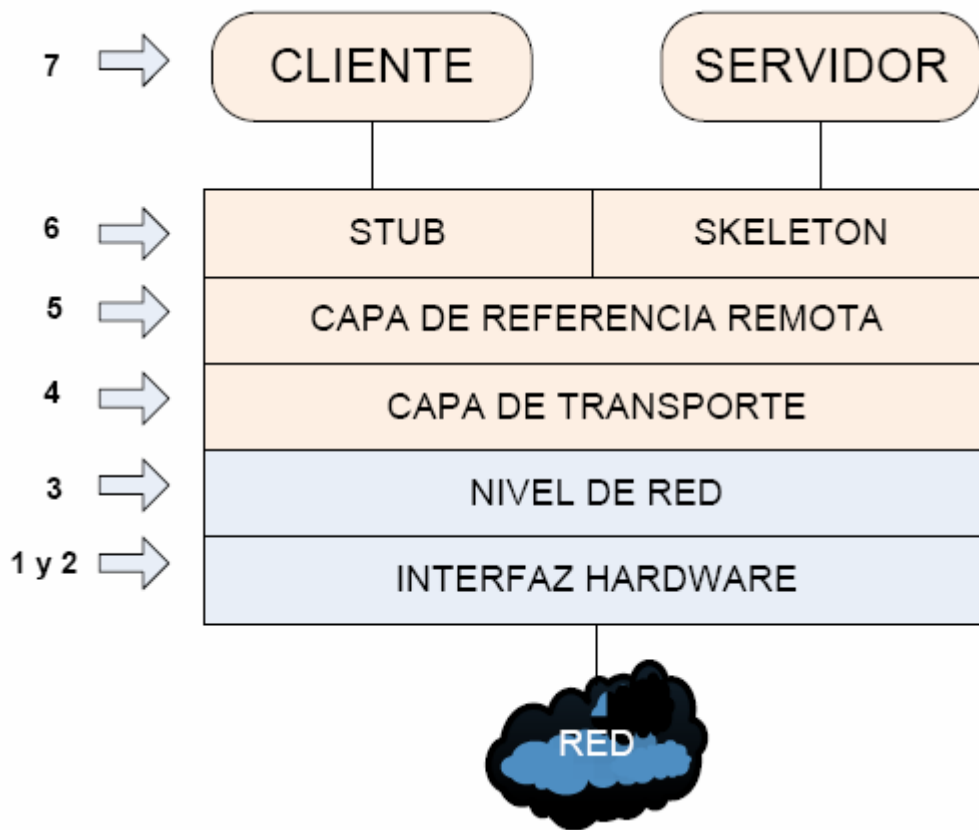 7
CLIENTE
SERVIDOR
6
STUB
SKELETON
5
CAPA DE REFERENCIA REMOTA
4
CAPA DE TRANSPORTE
3
NIVEL DE RED
1 y 2
INTERFAZ HARDWARE
RED